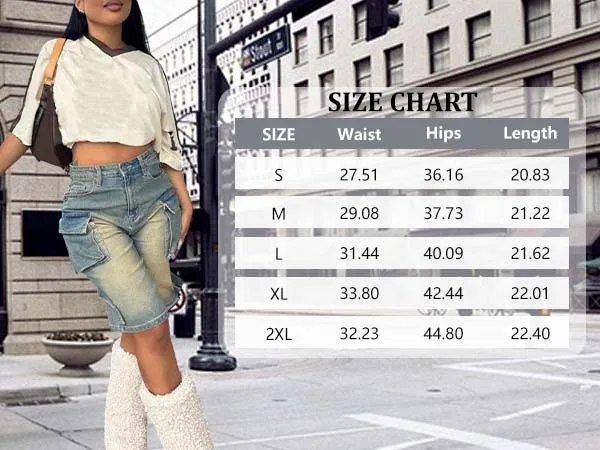 Stout
SIZE CHART
SIZE Waist Hips Length
S 27.51 36.16 20.83
M 29.08 37.73 21.22
L 31.44 40.09 21.62
XL 33.80 42.44 22.01
2XL 32.23 44.80 22.40